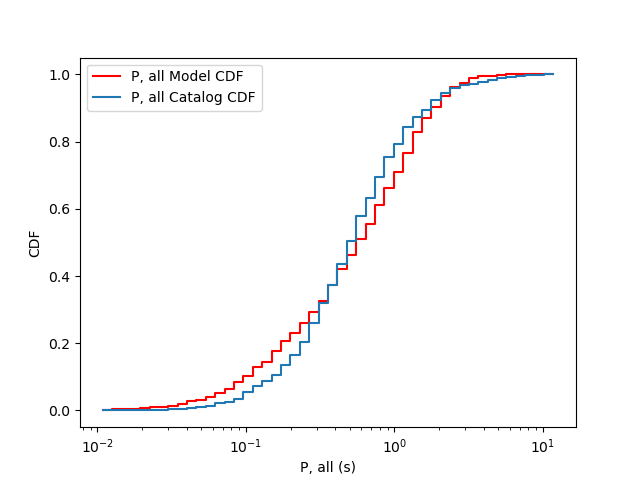 P, all Model CDF
P, all Catalog CDF
1.0
0.8
0.6
0.4
0.2
0.0
CDF
10⁻²
10⁻¹
10⁰
10¹
P, all (s)